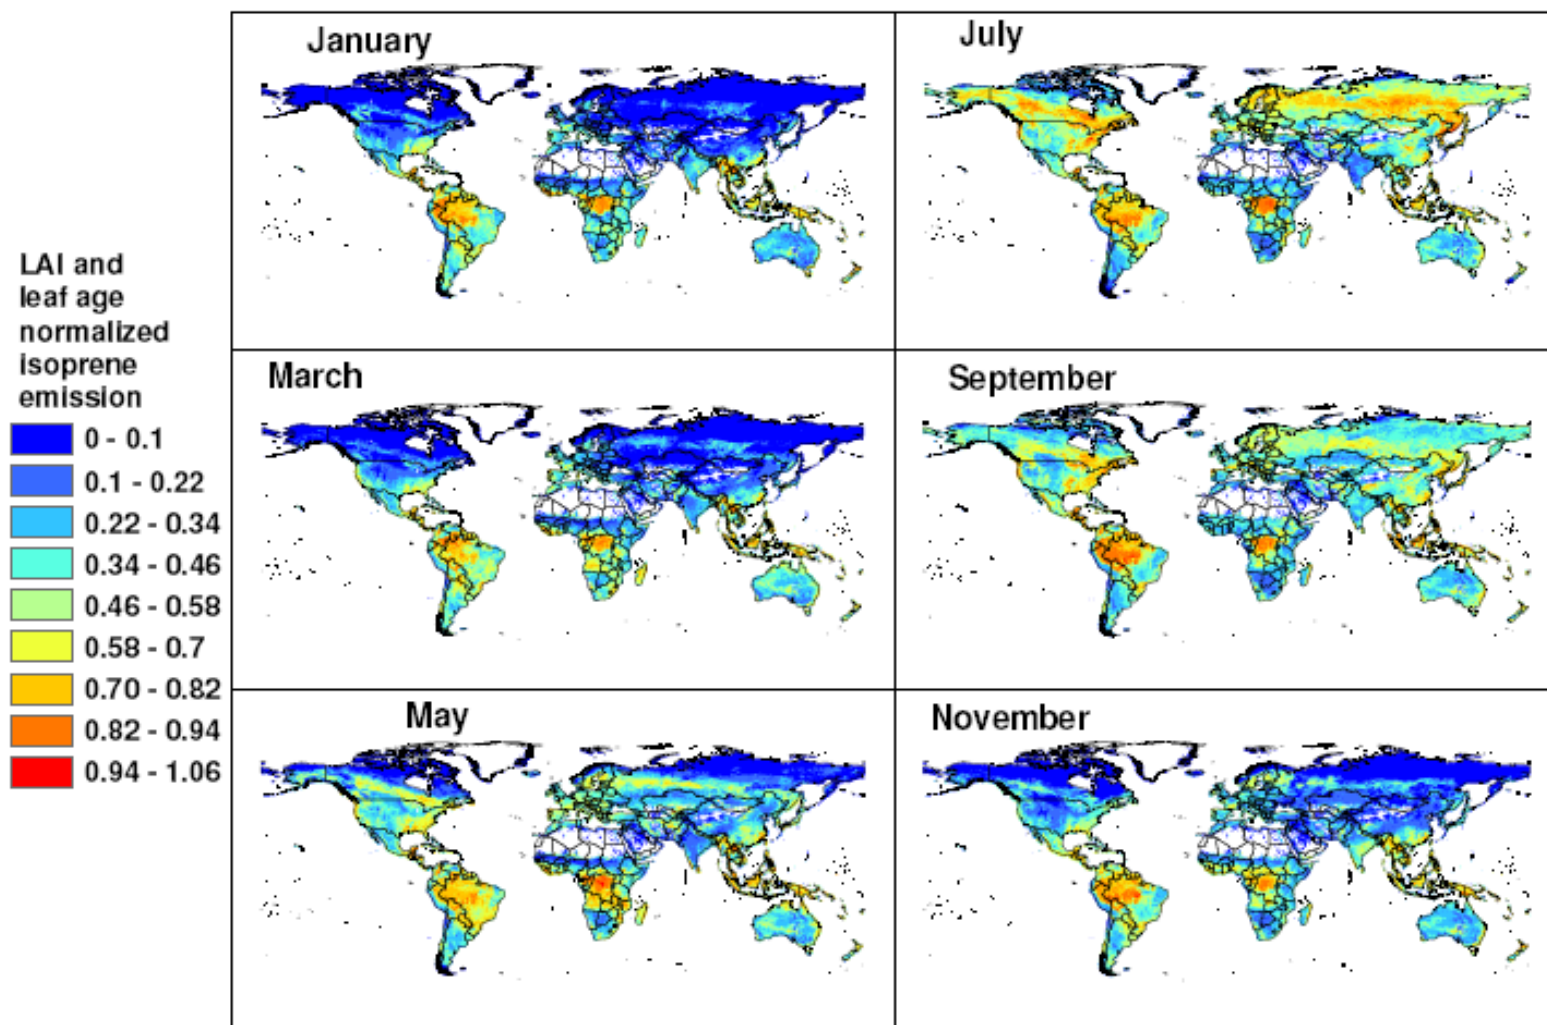 January
July
LAI and
leaf age
normalized
isoprene
emission
0 - 0.1
0.1 - 0.22
0.22 - 0.34
0.34 - 0.46
0.46 - 0.58
0.58 - 0.7
0.70 - 0.82
0.82 - 0.94
0.94 - 1.06
March
September
May
November